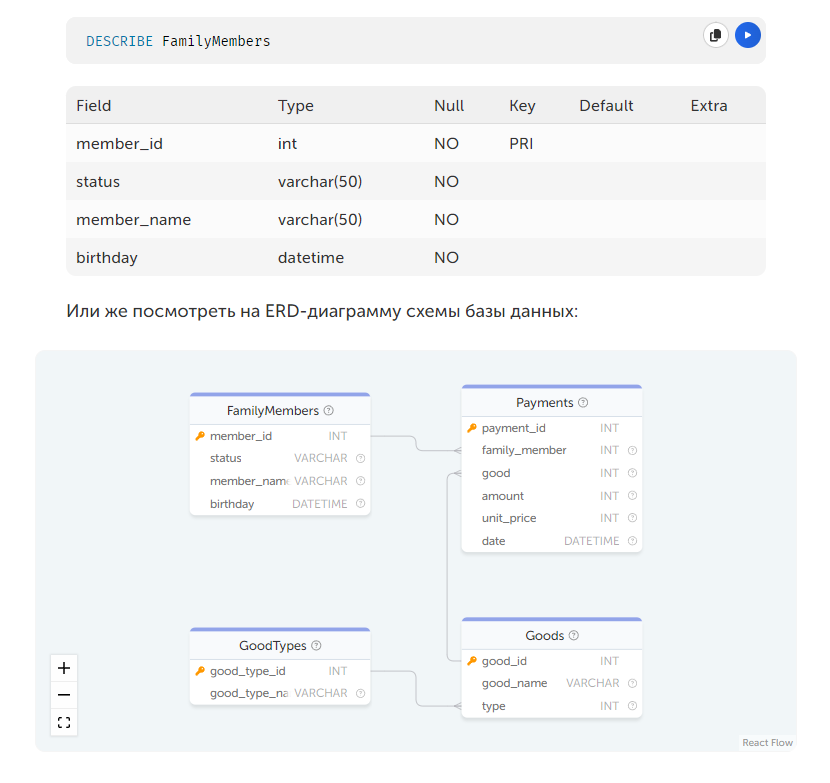 DESCRIBE FamilyMembers
Field Type Null Key Default Extra
member_id int NO PRI
status varchar(50) NO
member_name varchar(50) NO
birthday datetime NO
Или же посмотреть на ERD-диаграмму схемы базы данных:
FamilyMembers
member_id INT
status VARCHAR
member_name VARCHAR
birthday DATETIME
Payments
payment_id INT
family_member INT
good INT
amount INT
unit_price INT
date DATETIME
GoodTypes
good_type_id INT
good_type_na VARCHAR
Goods
good_id INT
good_name VARCHAR
type INT
React Flow